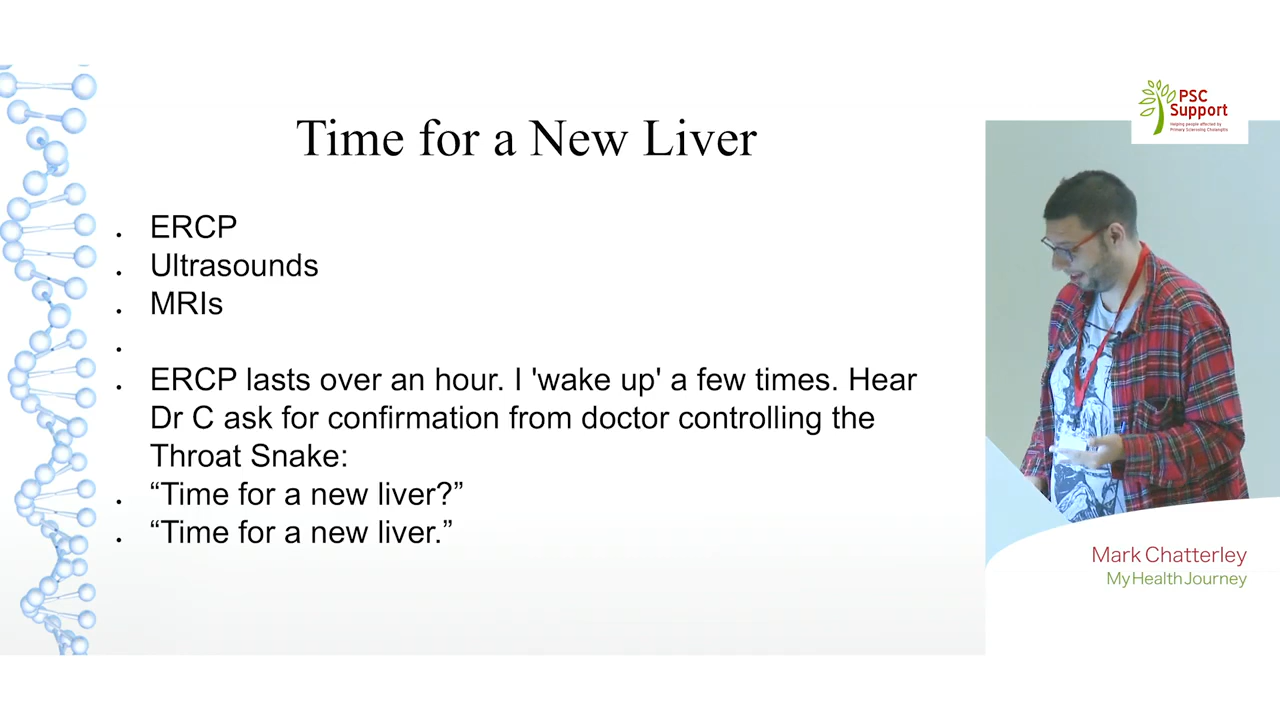 PSC
Support
Helping people affected by
Primary Sclerosing Cholangitis
Time for a New Liver
ERCP
Ultrasounds
MRIs
ERCP lasts over an hour. I 'wake up' a few times. Hear
Dr C ask for confirmation from doctor controlling the
Throat Snake:
“Time for a new liver?”
“Time for a new liver.”
Mark Chatterley
My Health Journey